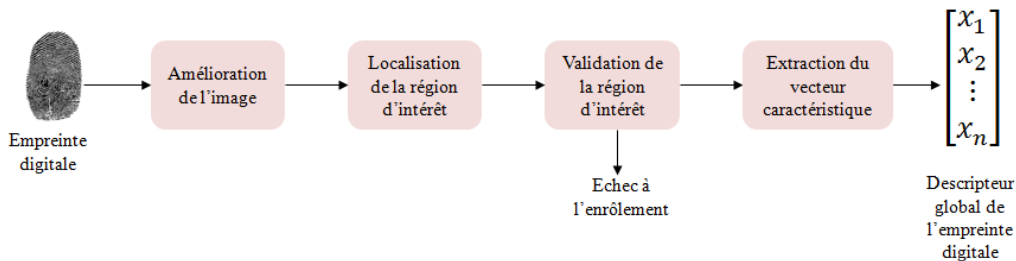 Empreinte
digitale
Amélioration
de l'image
Localisation
de la région
d'intérêt
Validation de
la région
d'intérêt
Echec à
l'enrôlement
Extraction du
vecteur
caractéristique
x₁
x₂
⋮
xₙ
Descripteur
global de
l'empreinte
digitale